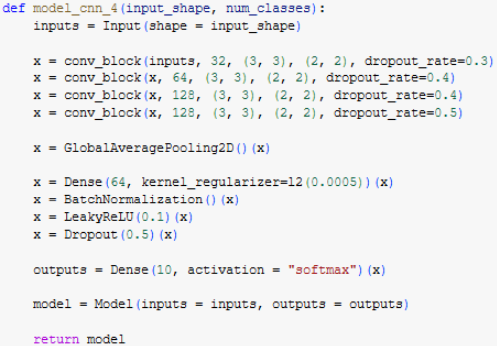 def model_cnn_4(input_shape, num_classes):
    inputs = Input(shape = input_shape)
    x = conv_block(inputs, 32, (3, 3), (2, 2), dropout_rate=0.3)
    x = conv_block(x, 64, (3, 3), (2, 2), dropout_rate=0.4)
    x = conv_block(x, 128, (3, 3), (2, 2), dropout_rate=0.4)
    x = conv_block(x, 128, (3, 3), (2, 2), dropout_rate=0.5)
    x = GlobalAveragePooling2D()(x)
    x = Dense(64, kernel_regularizer=l2(0.0005))(x)
    x = BatchNormalization()(x)
    x = LeakyReLU(0.1)(x)
    x = Dropout(0.5)(x)
    outputs = Dense(10, activation = "softmax")(x)
    model = Model(inputs = inputs, outputs = outputs)
    return model